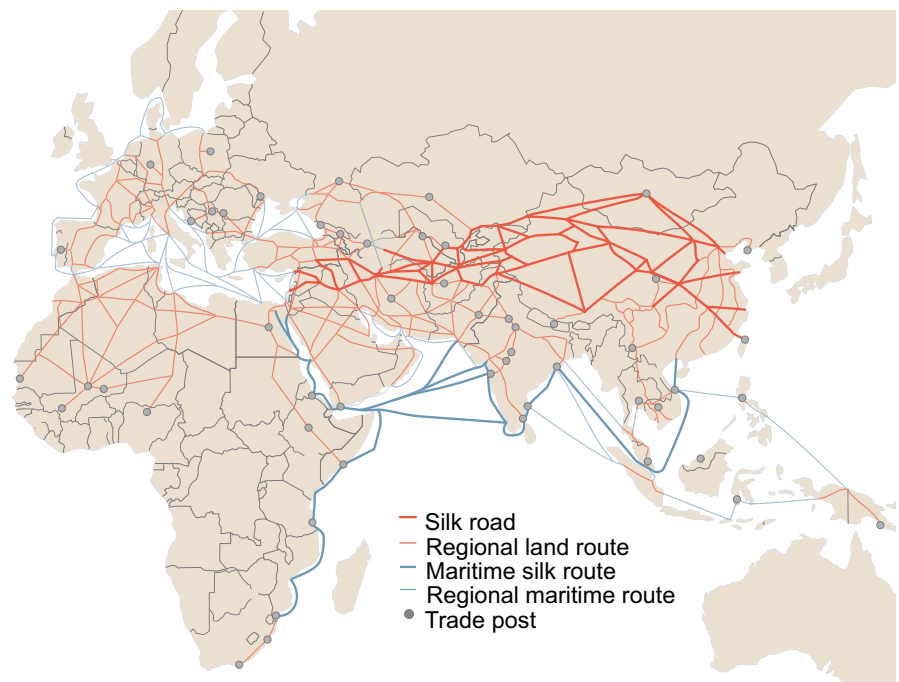 Silk road
Regional land route
Maritime silk route
Regional maritime route
Trade post